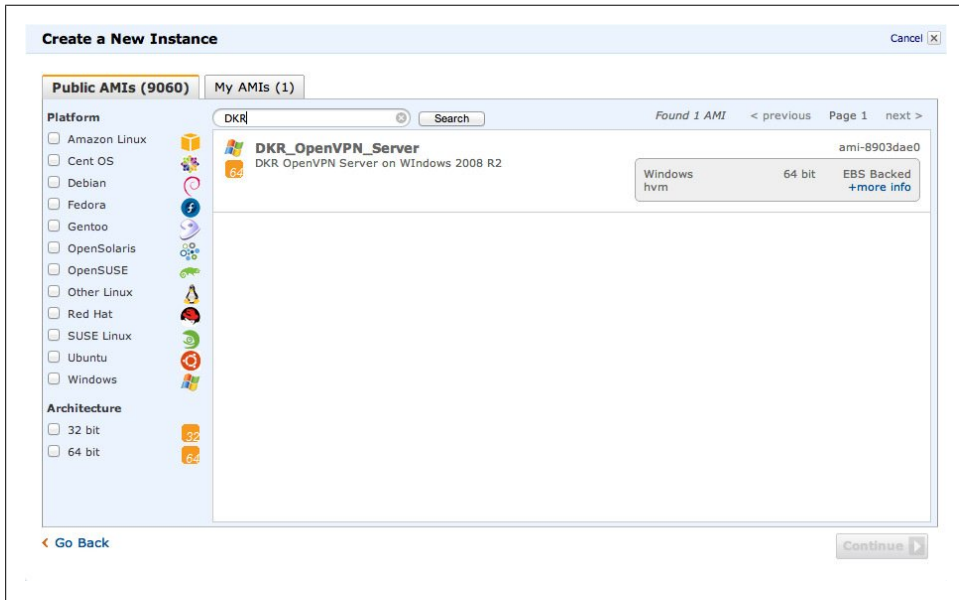 Create a New Instance
Cancel
Public AMIs (9060)
My AMIs (1)
Platform
Amazon Linux
Cent OS
Debian
Fedora
Gentoo
OpenSolaris
OpenSUSE
Other Linux
Red Hat
SUSE Linux
Ubuntu
Windows
Architecture
32 bit
32
64 bit
64
DKR
Search
Found 1 AMI
< previous Page 1 next >
64
DKR_OpenVPN_Server
DKR OpenVPN Server on WIndows 2008 R2
ami-8903dae0
Windows 64 bit EBS Backed
hvm +more info
Go Back
Continue